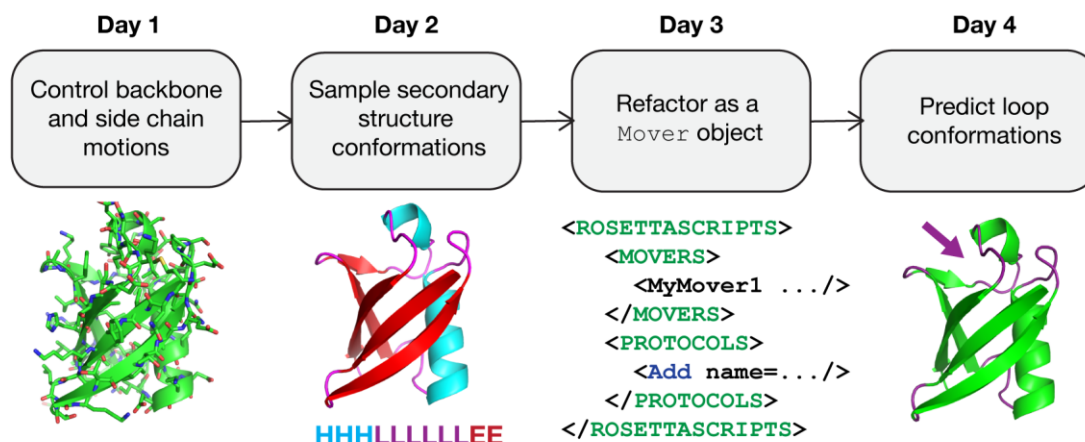 Day 1
Control backbone
and side chain
motions
Day 2
Sample secondary
structure
conformations
Day 3
Refactor as a
Mover object
Day 4
Predict loop
conformations
HHHLLLLLLEE
<ROSETTASCRIPTS>
<MOVERS>
<MyMover1 .../>
</MOVERS>
<PROTOCOLS>
<Add name=.../>
</PROTOCOLS>
</ROSETTASCRIPTS>